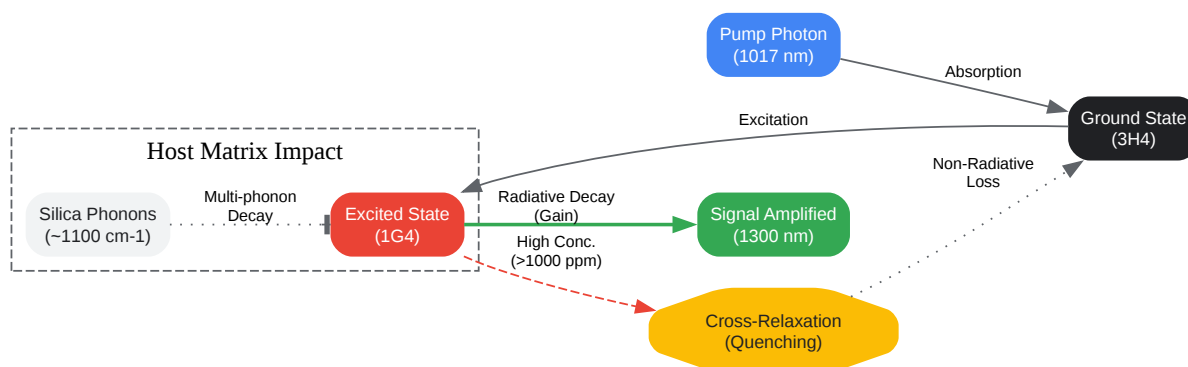 Pump Photon
(1017 nm)
Absorption
Ground State
(3H4)
Excitation
Host Matrix Impact
Non-Radiative
Loss
Silica Phonons
(~1100 cm-1)
Multi-phonon
Decay
Excited State
(1G4)
Radiative Decay
(Gain)
Signal Amplified
(1300 nm)
High Conc.
(>1000 ppm)
Cross-Relaxation
(Quenching)